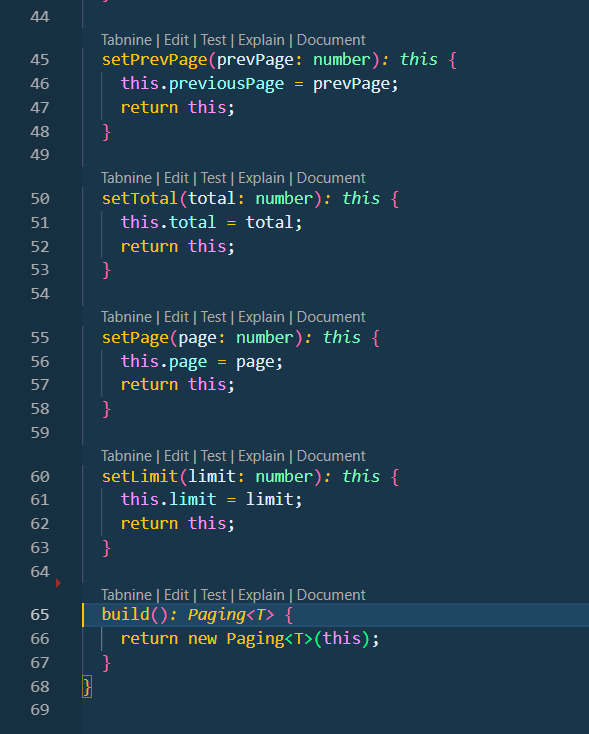 44
Tabnine | Edit | Test | Explain | Document
45 setPrevPage(prevPage: number): this {
46 this.previousPage = prevPage;
47 return this;
48 }
49
Tabnine | Edit | Test | Explain | Document
50 setTotal(total: number): this {
51 this.total = total;
52 return this;
53 }
54
Tabnine | Edit | Test | Explain | Document
55 setPage(page: number): this {
56 this.page = page;
57 return this;
58 }
59
Tabnine | Edit | Test | Explain | Document
60 setLimit(limit: number): this {
61 this.limit = limit;
62 return this;
63 }
64
Tabnine | Edit | Test | Explain | Document
65 build(): Paging<T> {
66 return new Paging<T>(this);
67 }
68 }
69